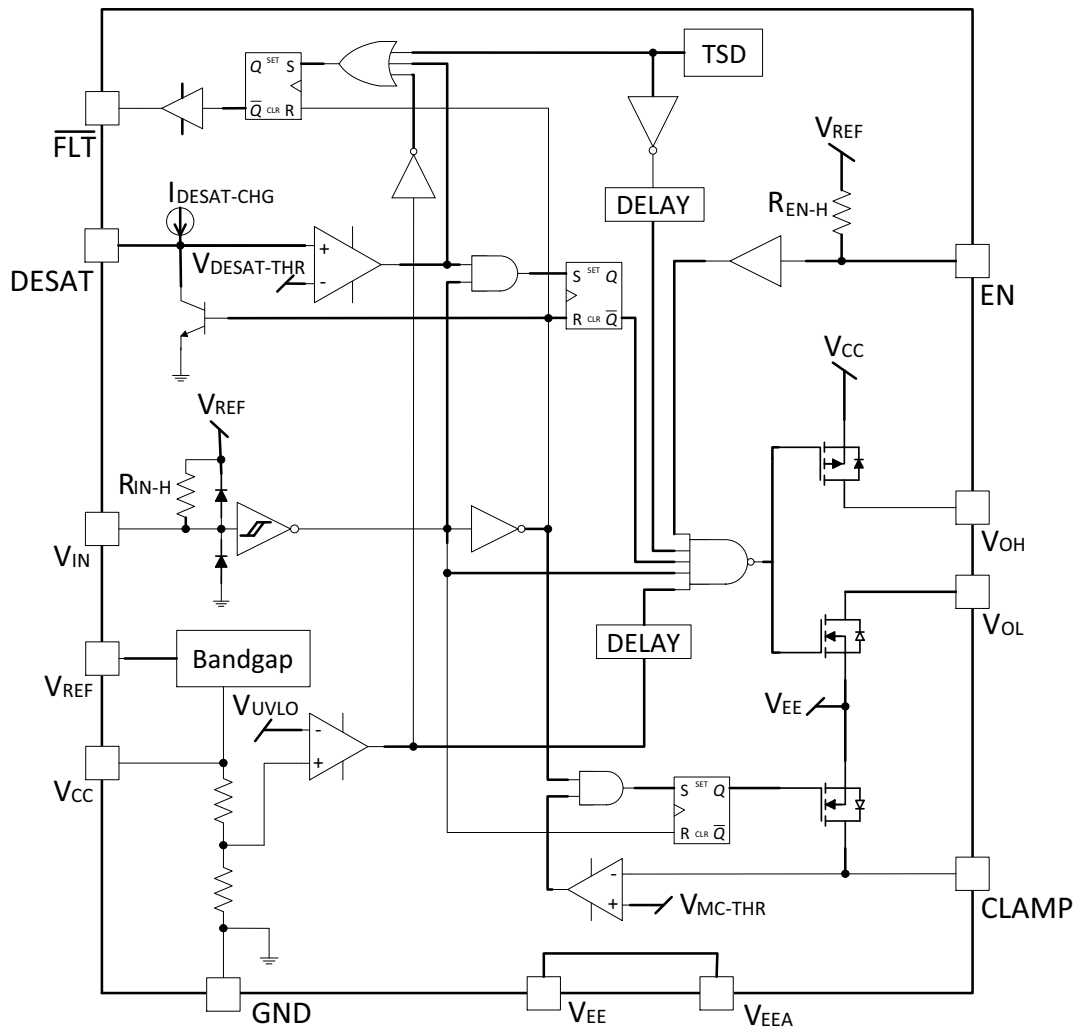 TSD
Q SET S
Q CLR R
FLT
VREF
IDESAT-CHG
DELAY
REN-H
DESAT
VDESAT-THR
+
-
S SET Q
R CLR Q
EN
VCC
VREF
RIN-H
VIN
VOH
VOL
DELAY
Bandgap
VREF
VUVLO
-
+
VEE
VCC
S SET Q
R CLR Q
-
+
VMC-THR
CLAMP
GND
VEE
VEEA